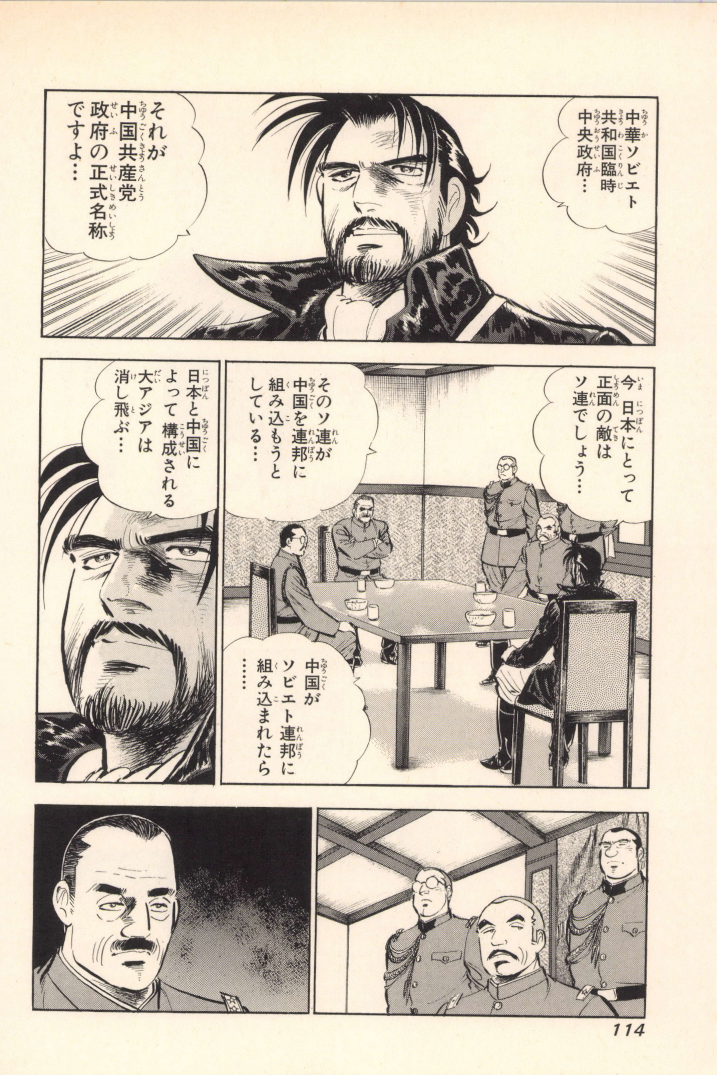 中華ソビエト
共和国臨時
中央政府…
それが
中国共産党
政府の正式名称
ですよ…
今 日本にとって
正面の敵は
ソ連でしょう…
そのソ連が
中国を連邦に
組み込もうと
している…
中国が
ソビエト連邦に
組み込まれたら
……
日本と中国に
よって構成される
大アジアは
消し飛ぶ…
114